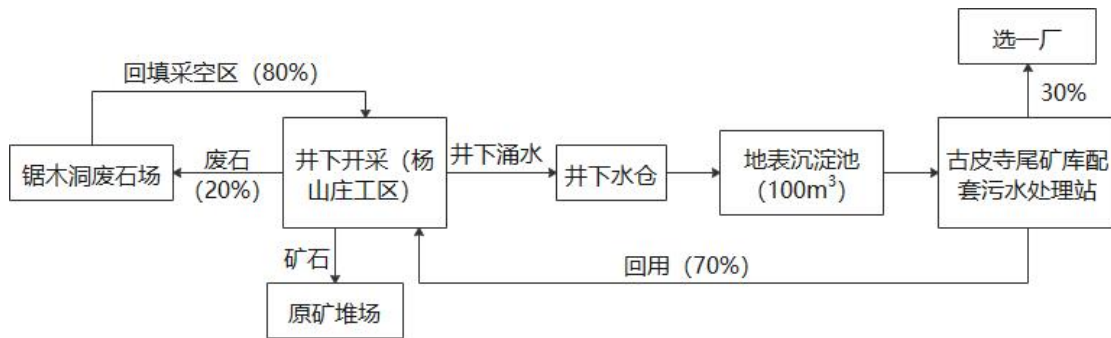 选一厂
回填采空区（80%）
30%
锯木洞废石场
废石
(20%)
井下开采（杨
山庄工区）
井下涌水
井下水仓
地表沉淀池
(100m³)
古皮寺尾矿库配
套污水处理站
矿石
回用（70%）
原矿堆场